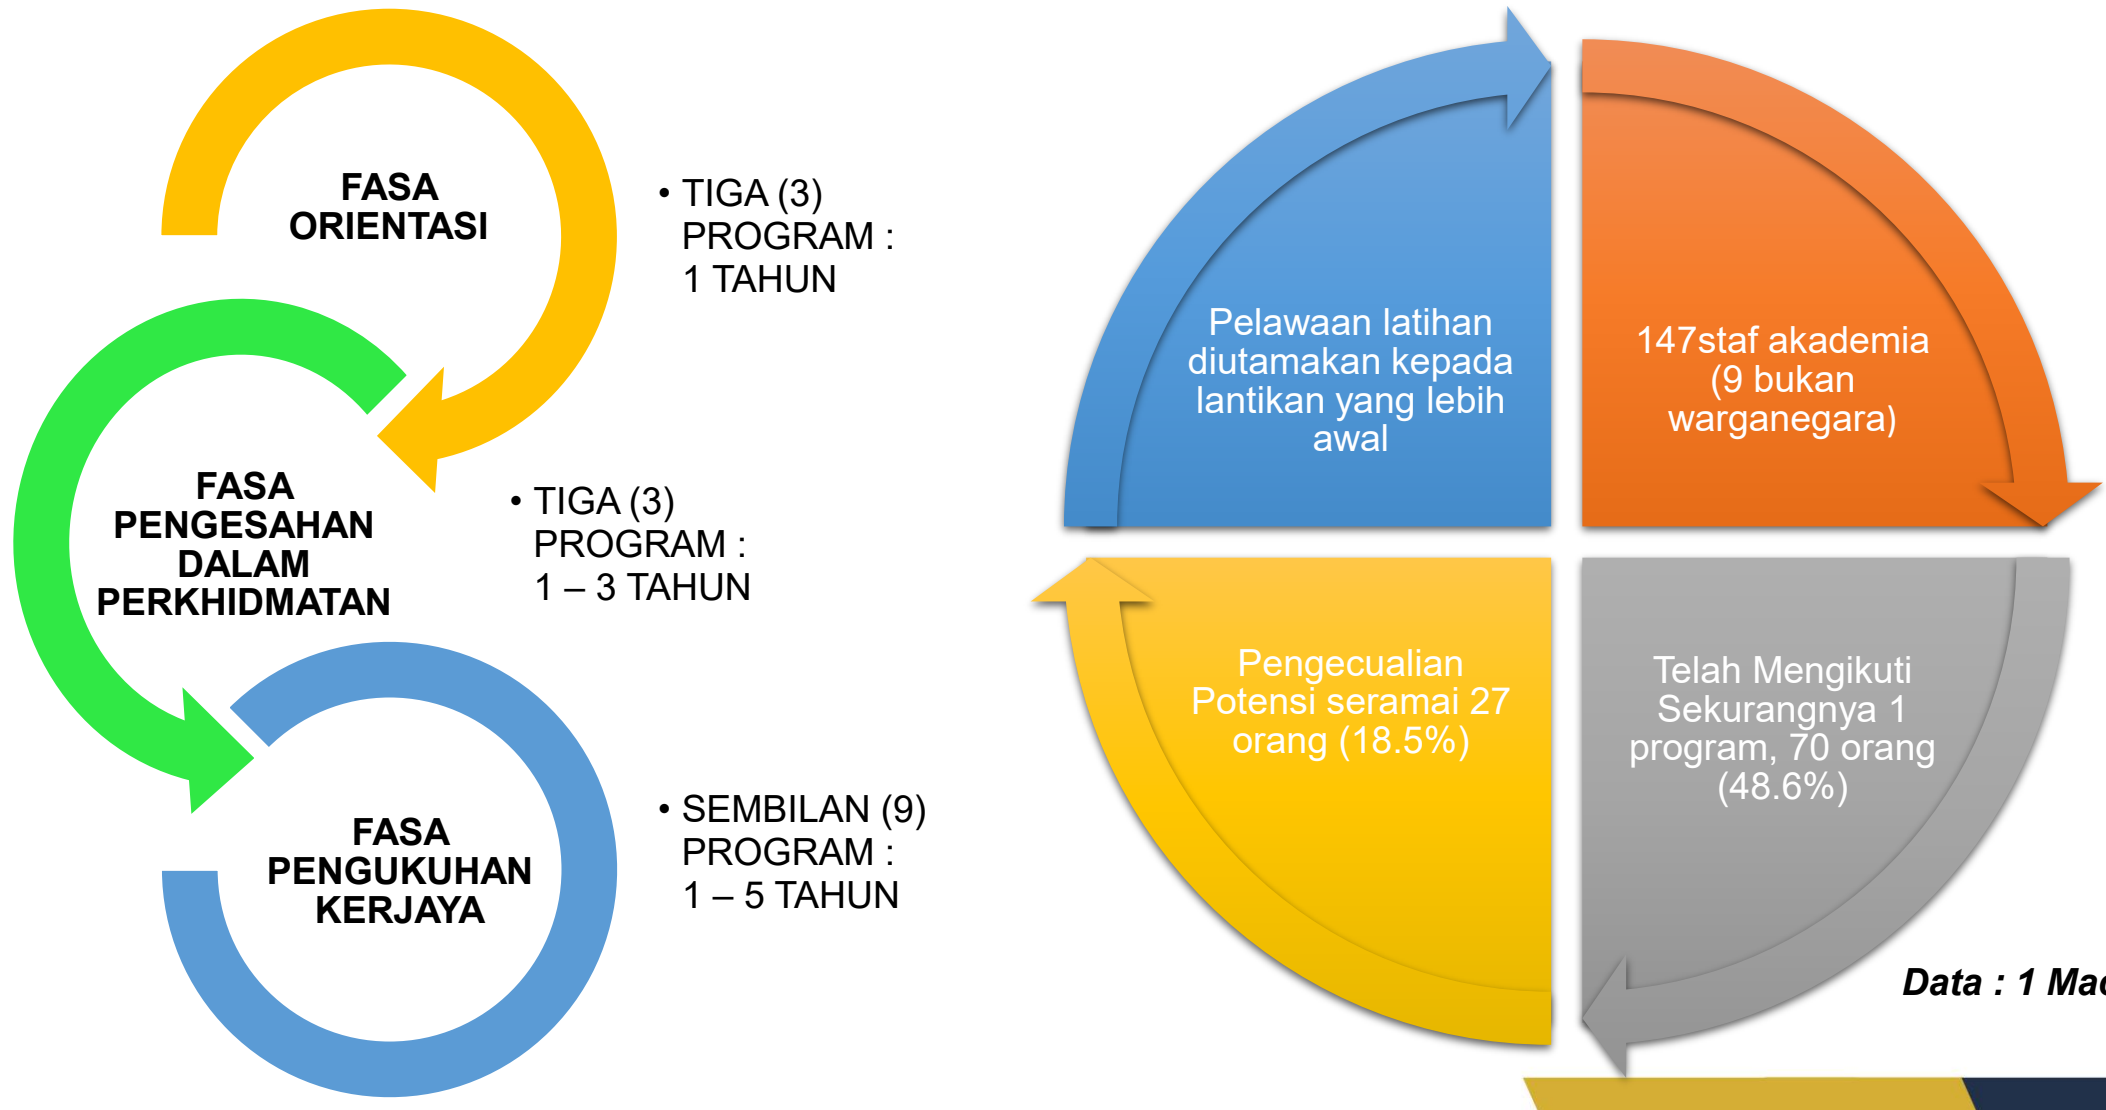 FASA
ORIENTASI
• TIGA (3)
PROGRAM :
1 TAHUN
FASA
PENGESAHAN
DALAM
PERKHIDMATAN
• TIGA (3)
PROGRAM :
1 – 3 TAHUN
FASA
PENGUKUHAN
KERJAYA
• SEMBILAN (9)
PROGRAM :
1 – 5 TAHUN
Pelawaan latihan
diutamakan kepada
lantikan yang lebih
awal
147staf akademia
(9 bukan
warganegara)
Pengecualian
Potensi seramai 27
orang (18.5%)
Telah Mengikuti
Sekurangnya 1
program, 70 orang
(48.6%)
Data : 1